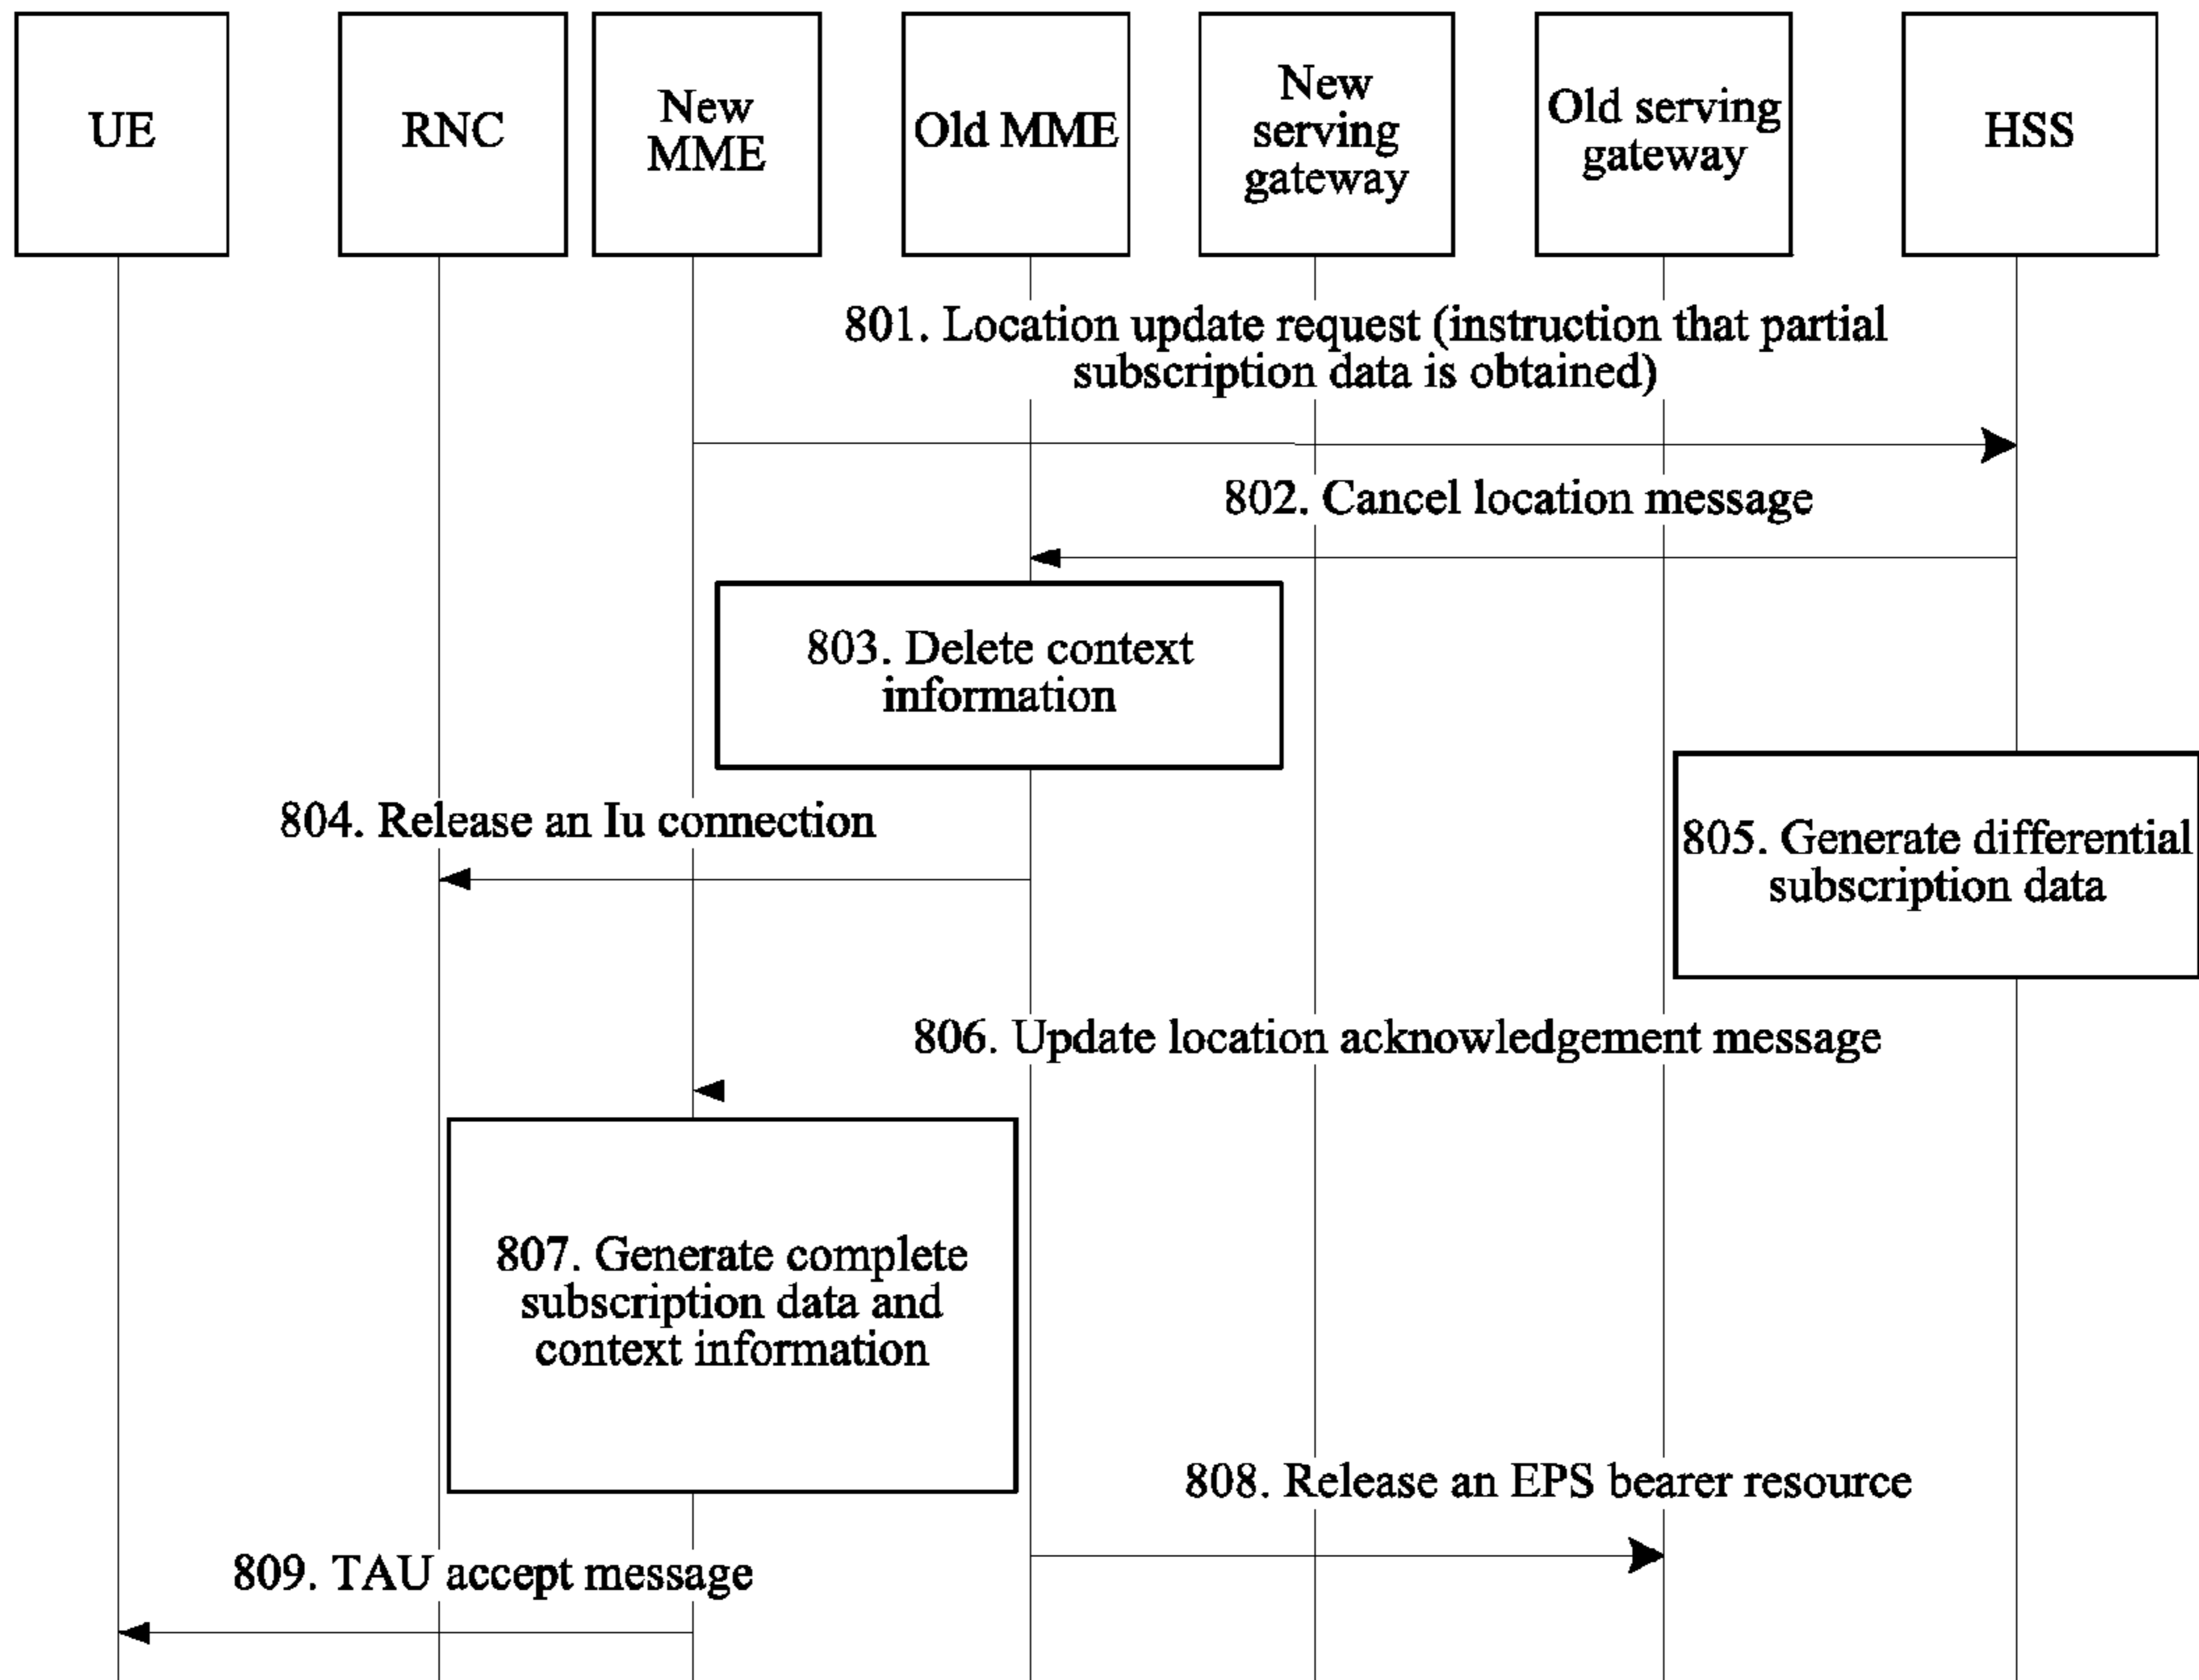 UE
RNC
New
MME
Old MME
New
serving
gateway
Old serving
gateway
HSS
801. Location update request (instruction that partial
subscription data is obtained)
802. Cancel location message
803. Delete context
information
804. Release an Iu connection
805. Generate differential
subscription data
806. Update location acknowledgement message
807. Generate complete
subscription data and
context information
808. Release an EPS bearer resource
809. TAU accept message